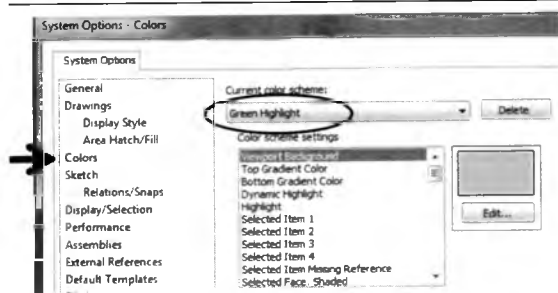 System Options - Colors
System Options
General
Drawings
Display Style
Area Hatch/Fill
Colors
Sketch
Relations/Snaps
Display/Selection
Performance
Assemblies
External References
Default Templates
Current color scheme:
Green Highlight
Delete
Color scheme settings
Viewport Background
Top Gradient Color
Bottom Gradient Color
Dynamic Highlight
Highlight
Selected Item 1
Selected Item 2
Selected Item 3
Selected Item 4
Selected Item Missing Reference
Selected Face, Shaded
Edit...